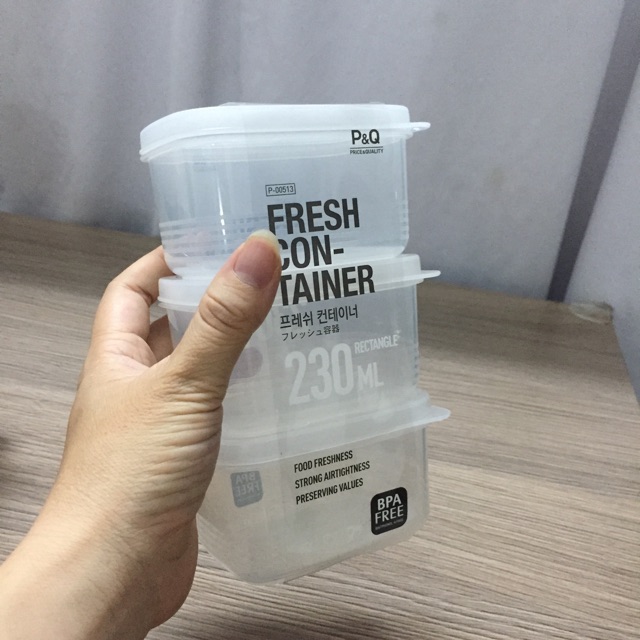 P&Q
PRICE&QUALITY
P-00513
FRESH
CON-
TAINER
프레쉬 컨테이너
フレッシュ容器
RECTANGLE
230ML
FOOD FRESHNESS
STRONG AIRTIGHTNESS
PRESERVING VALUES
BPA
FREE